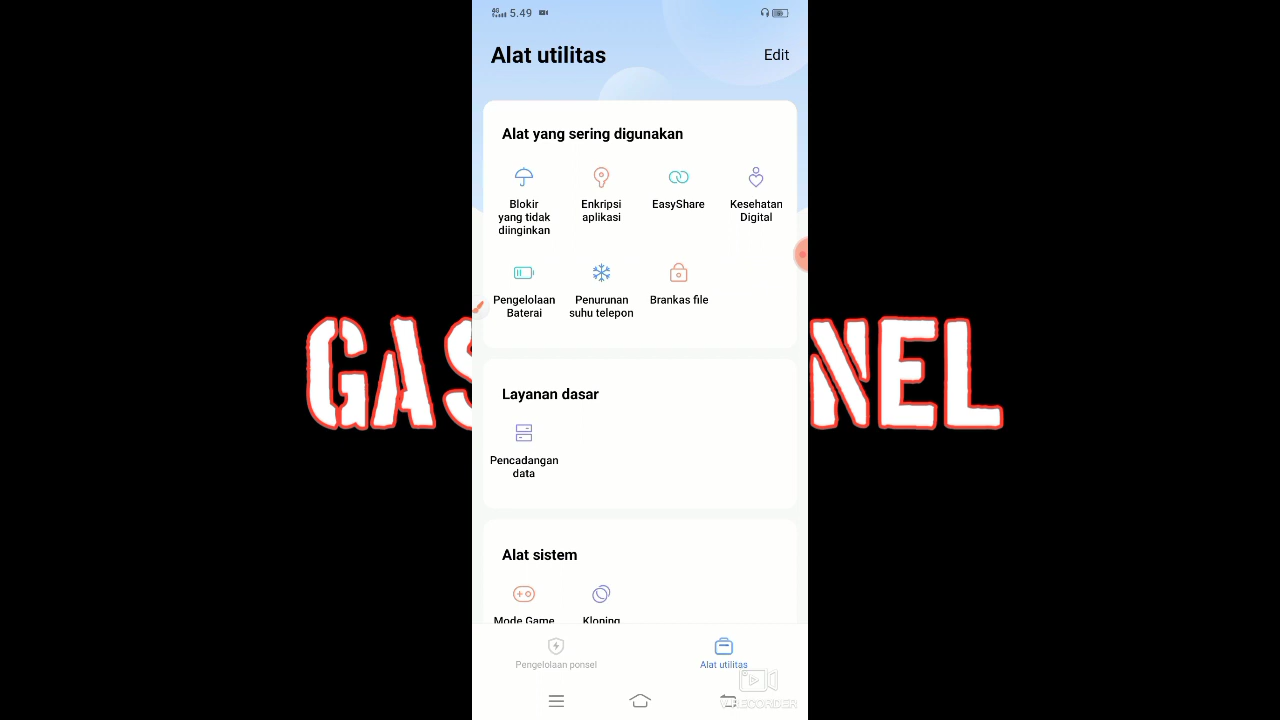 4G 5.49
Alat utilitas
Edit
Alat yang sering digunakan
Blokir
yang tidak
diinginkan
Enkripsi
aplikasi
EasyShare
Kesehatan
Digital
Pengelolaan
Baterai
Penurunan
suhu telepon
Brankas file
GAS
NEL
Layanan dasar
Pencadangan
data
Alat sistem
Mode Game
Kloning
Pengelolaan ponsel
Alat utilitas
RECORDER